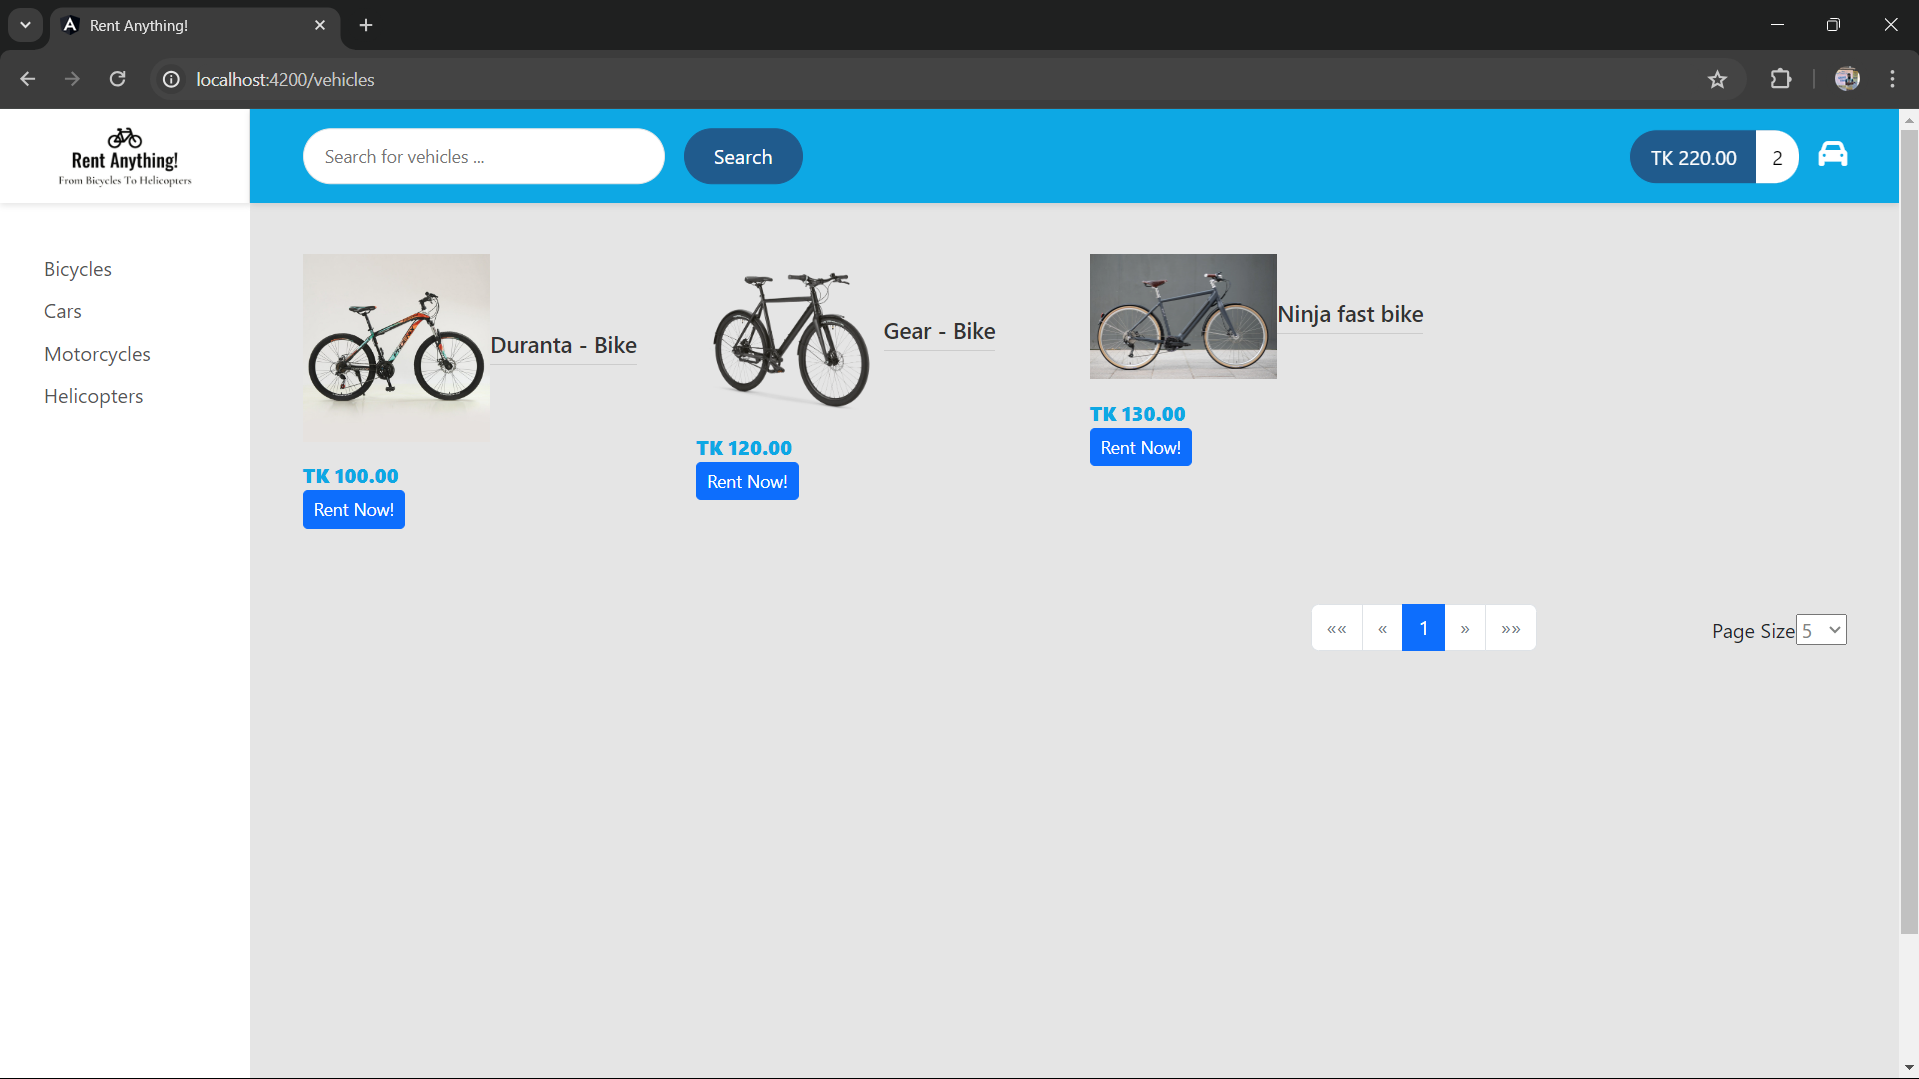 Rent Anything!
localhost:4200/vehicles
Rent Anything!
From Bicycles To Helicopters
Search for vehicles ...
Search
TK 220.00
2
Bicycles
Cars
Motorcycles
Helicopters
Duranta - Bike
TK 100.00
Rent Now!
Gear - Bike
TK 120.00
Rent Now!
Ninja fast bike
TK 130.00
Rent Now!
«« « 1 » »»
Page Size 5